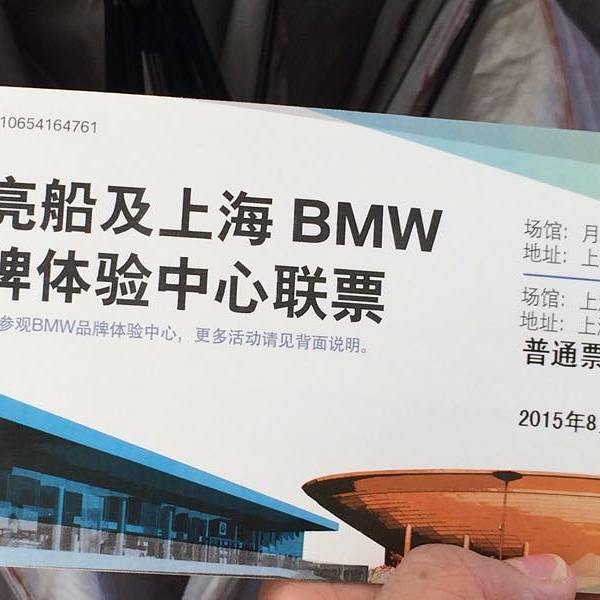 10654164761
亮船及上海 BMW
牌体验中心联票
参观BMW品牌体验中心，更多活动请见背面说明。
场馆：月
地址：上
场馆：上
地址：上海
普通票
2015年8